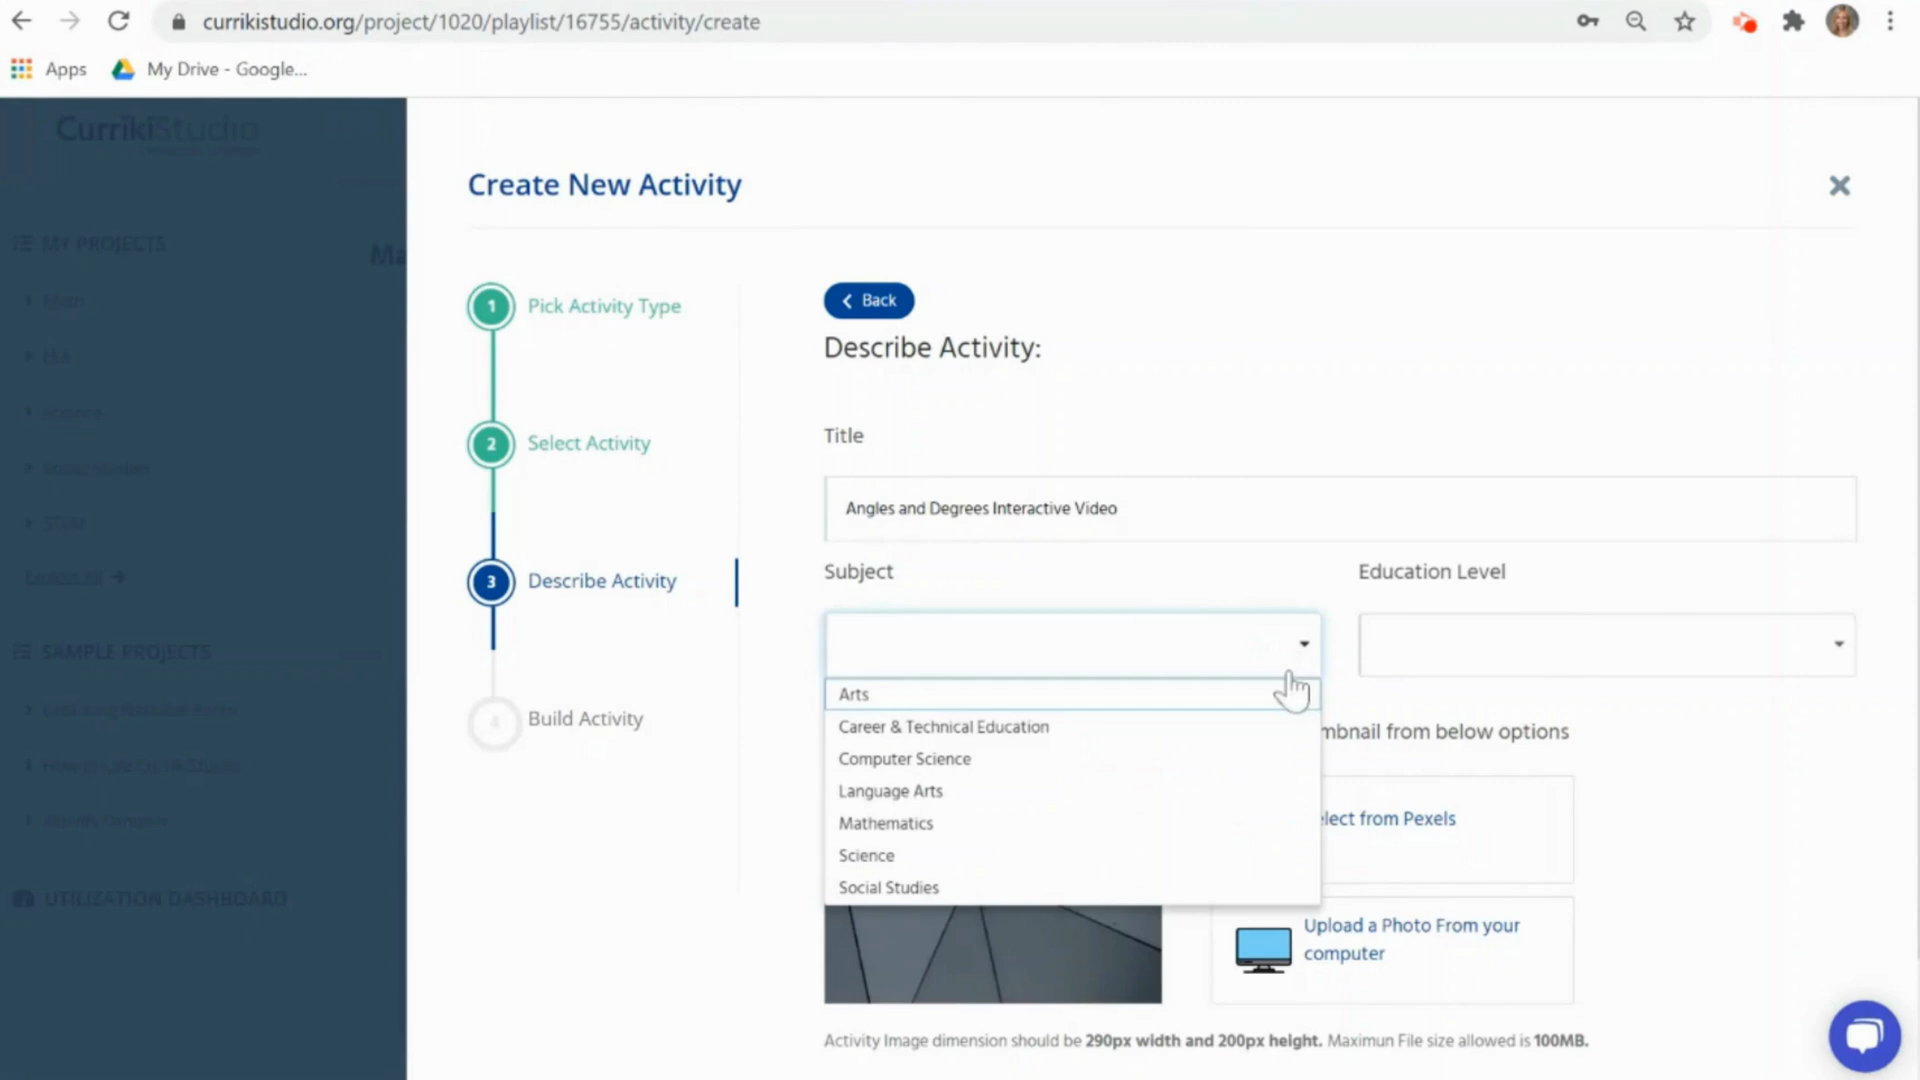 currikistudio.org/project/1020/playlist/16755/activity/create
Apps
My Drive - Google...
CurrikiStudio
Create New Activity
MY PROJECTS
Ma
1 Pick Activity Type
Back
Describe Activity:
2 Select Activity
Title
Angles and Degrees Interactive Video
STEM
3 Describe Activity
Subject
Education Level
SAMPLE PROJECTS
4 Build Activity
Arts
Career & Technical Education
Computer Science
Language Arts
Mathematics
Science
Social Studies
mbnail from below options
elect from Pexels
UTILIZATION DASHBOARD
Upload a Photo From your
computer
Activity Image dimension should be 290px width and 200px height. Maximun File size allowed is 100MB.